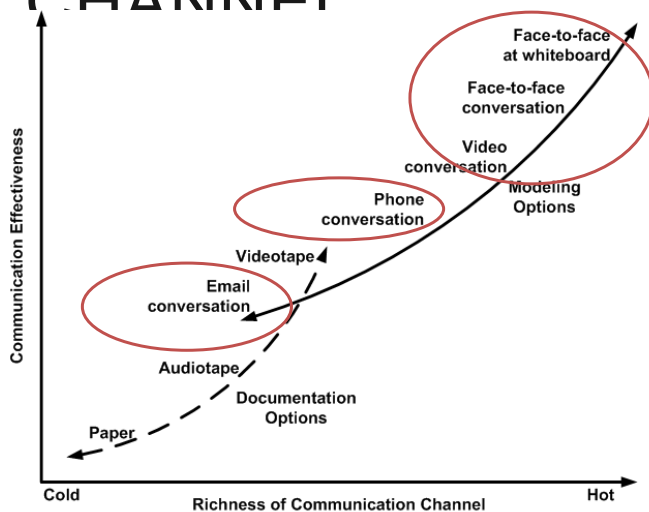 CHANNEL
Face-to-face
at whiteboard
Face-to-face
conversation
Video
conversation
Modeling
Options
Phone
conversation
Videotape
Email
conversation
Audiotape
Documentation
Options
Paper
Communication Effectiveness
Cold
Hot
Richness of Communication Channel